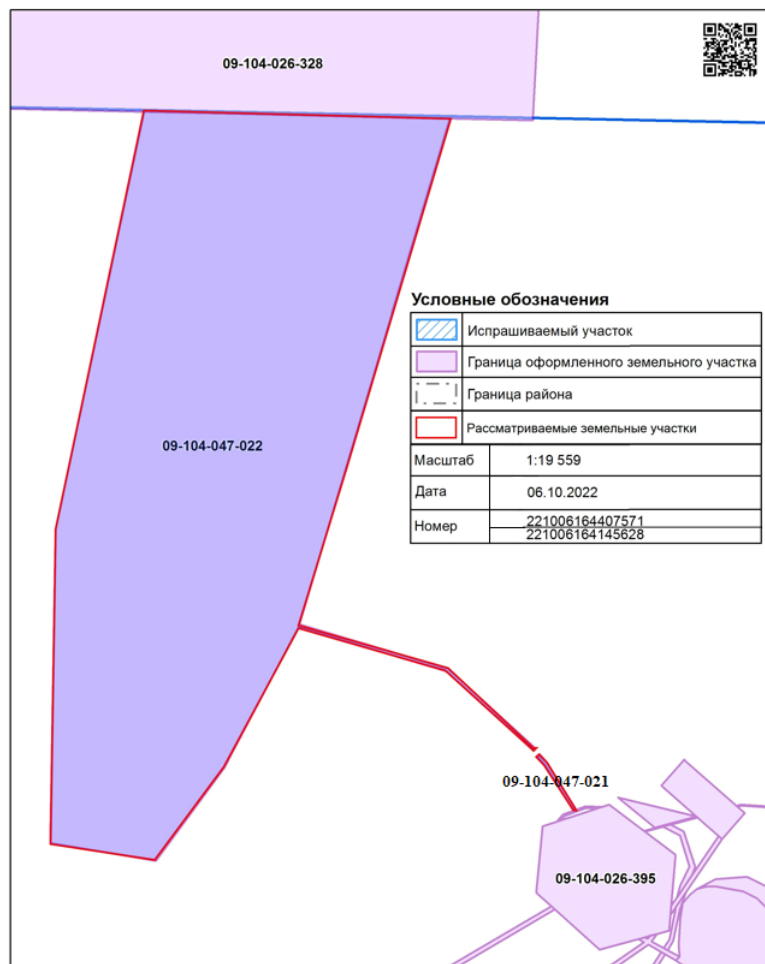 09-104-026-328
Условные обозначения
Испрашиваемый участок
Граница оформленного земельного участка
Граница района
Рассматриваемые земельные участки
Масштаб 1:19 559
Дата 06.10.2022
Номер 221006164407571
221006164145628
09-104-047-022
09-104-047-021
09-104-026-395